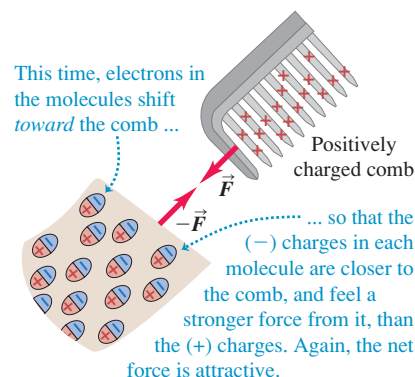 This time, electrons in
the molecules shift
toward the comb ...
Positively
charged comb
F⃗
−F⃗
... so that the
(−) charges in each
molecule are closer to
the comb, and feel a
stronger force from it, than
the (+) charges. Again, the net
force is attractive.